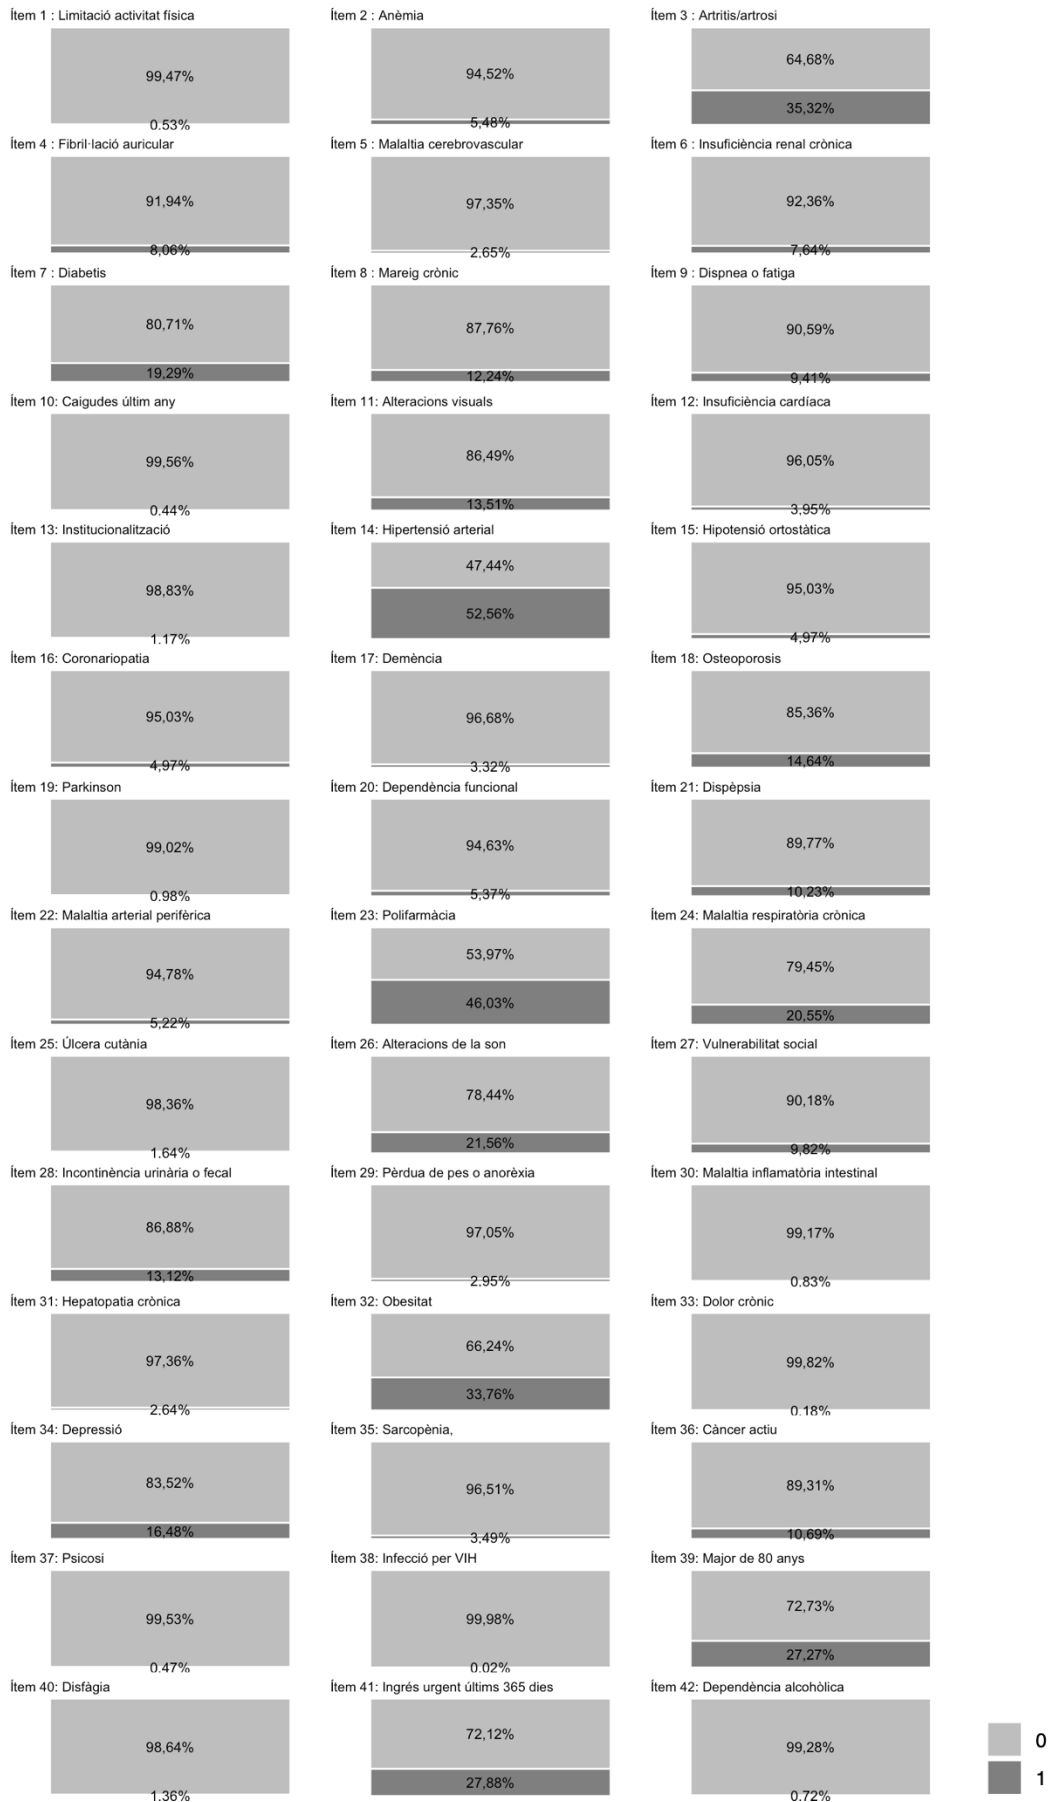 Ítem 1 : Limitació activitat física
Ítem 2 : Anèmia
Ítem 3 : Artritis/artrosi
99,47%
94,52%
64,68%
0.53%
5,48%
35,32%
Ítem 4 : Fibril·lació auricular
Ítem 5 : Malaltia cerebrovascular
Ítem 6 : Insuficiència renal crònica
91,94%
97,35%
92,36%
8,06%
2.65%
7,64%
Ítem 7 : Diabetis
Ítem 8 : Mareig crònic
Ítem 9 : Dispnea o fatiga
80,71%
87,76%
90,59%
19,29%
12,24%
9,41%
Ítem 10: Caigudes últim any
Ítem 11: Alteracions visuals
Ítem 12: Insuficiència cardíaca
99,56%
86,49%
96,05%
0.44%
13,51%
3,95%
Ítem 13: Institucionalització
Ítem 14: Hipertensió arterial
Ítem 15: Hipotensió ortostàtica
98,83%
47,44%
95,03%
1.17%
52,56%
4,97%
Ítem 16: Coronariopatia
Ítem 17: Demència
Ítem 18: Osteoporosis
95,03%
96,68%
85,36%
4,97%
3.32%
14,64%
Ítem 19: Parkinson
Ítem 20: Dependència funcional
Ítem 21: Dispèpsia
99,02%
94,63%
89,77%
0.98%
5,37%
10,23%
Ítem 22: Malaltia arterial perifèrica
Ítem 23: Polifarmàcia
Ítem 24: Malaltia respiratòria crònica
94,78%
53,97%
79,45%
5,22%
46,03%
20,55%
Ítem 25: Úlcera cutània
Ítem 26: Alteracions de la son
Ítem 27: Vulnerabilitat social
98,36%
78,44%
90,18%
1.64%
21,56%
9,82%
Ítem 28: Incontinència urinària o fecal
Ítem 29: Pèrdua de pes o anorèxia
Ítem 30: Malaltia inflamatòria intestinal
86,88%
97,05%
99,17%
13,12%
2.95%
0.83%
Ítem 31: Hepatopatia crònica
Ítem 32: Obesitat
Ítem 33: Dolor crònic
97,36%
66,24%
99,82%
2.64%
33,76%
0.18%
Ítem 34: Depressió
Ítem 35: Sarcopènia,
Ítem 36: Càncer actiu
83,52%
96,51%
89,31%
16,48%
3.49%
10,69%
Ítem 37: Psicosi
Ítem 38: Infecció per VIH
Ítem 39: Major de 80 anys
99,53%
99,98%
72,73%
0.47%
0.02%
27,27%
Ítem 40: Disfàgia
Ítem 41: Ingrés urgent últims 365 dies
Ítem 42: Dependència alcohòlica
98,64%
72,12%
99,28%
1.36%
27,88%
0.72%
0
1